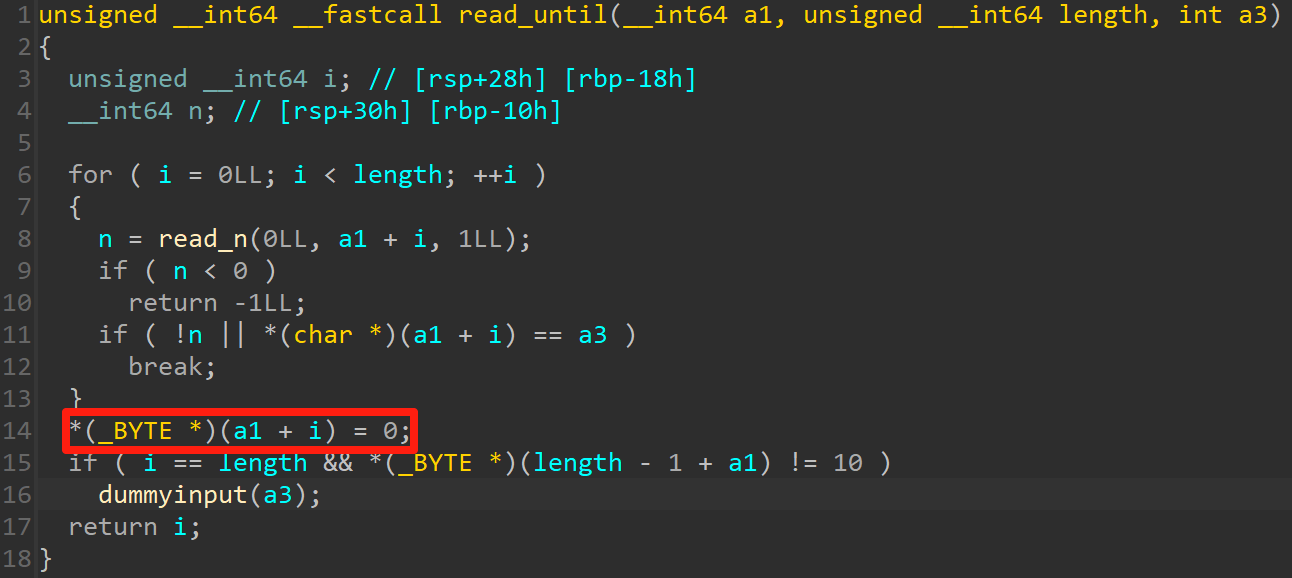 1 unsigned __int64 __fastcall read_until(__int64 a1, unsigned __int64 length, int a3)
2 {
3   unsigned __int64 i; // [rsp+28h] [rbp-18h]
4   __int64 n; // [rsp+30h] [rbp-10h]
5
6   for ( i = 0LL; i < length; ++i )
7   {
8     n = read_n(0LL, a1 + i, 1LL);
9     if ( n < 0 )
10       return -1LL;
11     if ( !n || *(char *)(a1 + i) == a3 )
12       break;
13   }
14   *(_BYTE *)(a1 + i) = 0;
15   if ( i == length && *(_BYTE *)(length - 1 + a1) != 10 )
16     dummyinput(a3);
17   return i;
18 }